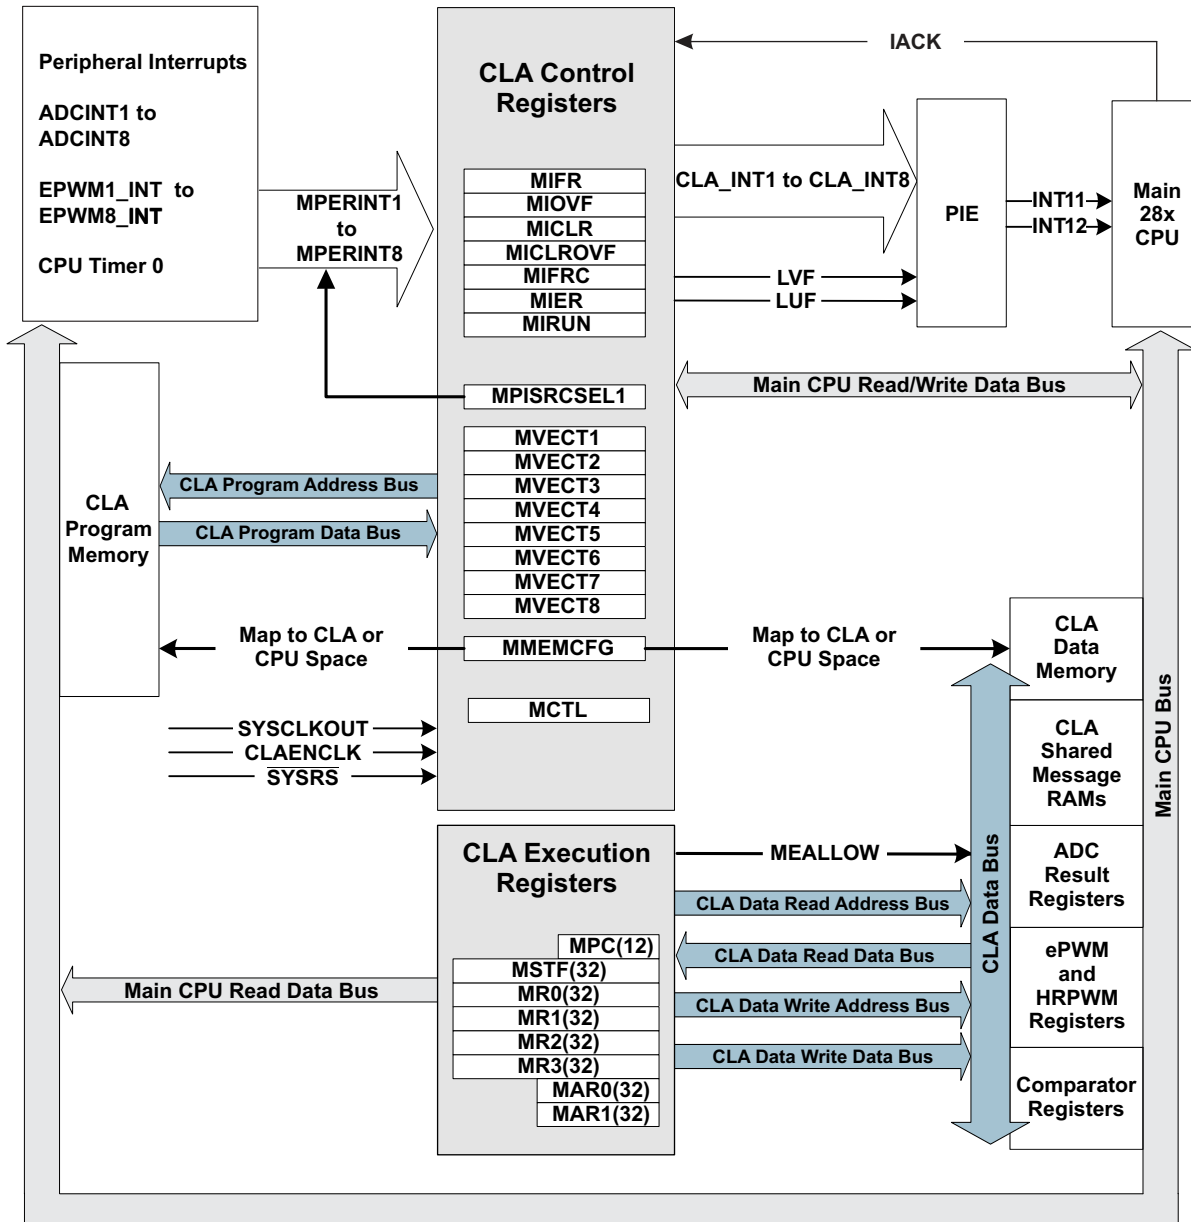 Peripheral Interrupts
ADCINT1 to
ADCINT8
EPWM1_INT to
EPWM8_INT
CPU Timer 0
MPERINT1
to
MPERINT8
CLA Control
Registers
MIFR
MIOVF
MICLR
MICLROVF
MIFRC
MIER
MIRUN
MPISRCSEL1
MVECT1
MVECT2
MVECT3
MVECT4
MVECT5
MVECT6
MVECT7
MVECT8
MMEMCFG
MCTL
IACK
CLA_INT1 to CLA_INT8
LVF
LUF
PIE
INT11
INT12
Main
28x
CPU
Main CPU Read/Write Data Bus
CLA
Program
Memory
CLA Program Address Bus
CLA Program Data Bus
Map to CLA or
CPU Space
Map to CLA or
CPU Space
SYSCLKOUT
CLAENCLK
SYSRS
CLA
Data
Memory
CLA
Shared
Message
RAMs
ADC
Result
Registers
ePWM
and
HRPWM
Registers
Comparator
Registers
Main CPU Bus
CLA Data Bus
CLA Execution
Registers
MPC(12)
MSTF(32)
MR0(32)
MR1(32)
MR2(32)
MR3(32)
MAR0(32)
MAR1(32)
MEALLOW
CLA Data Read Address Bus
CLA Data Read Data Bus
CLA Data Write Address Bus
CLA Data Write Data Bus
Main CPU Read Data Bus